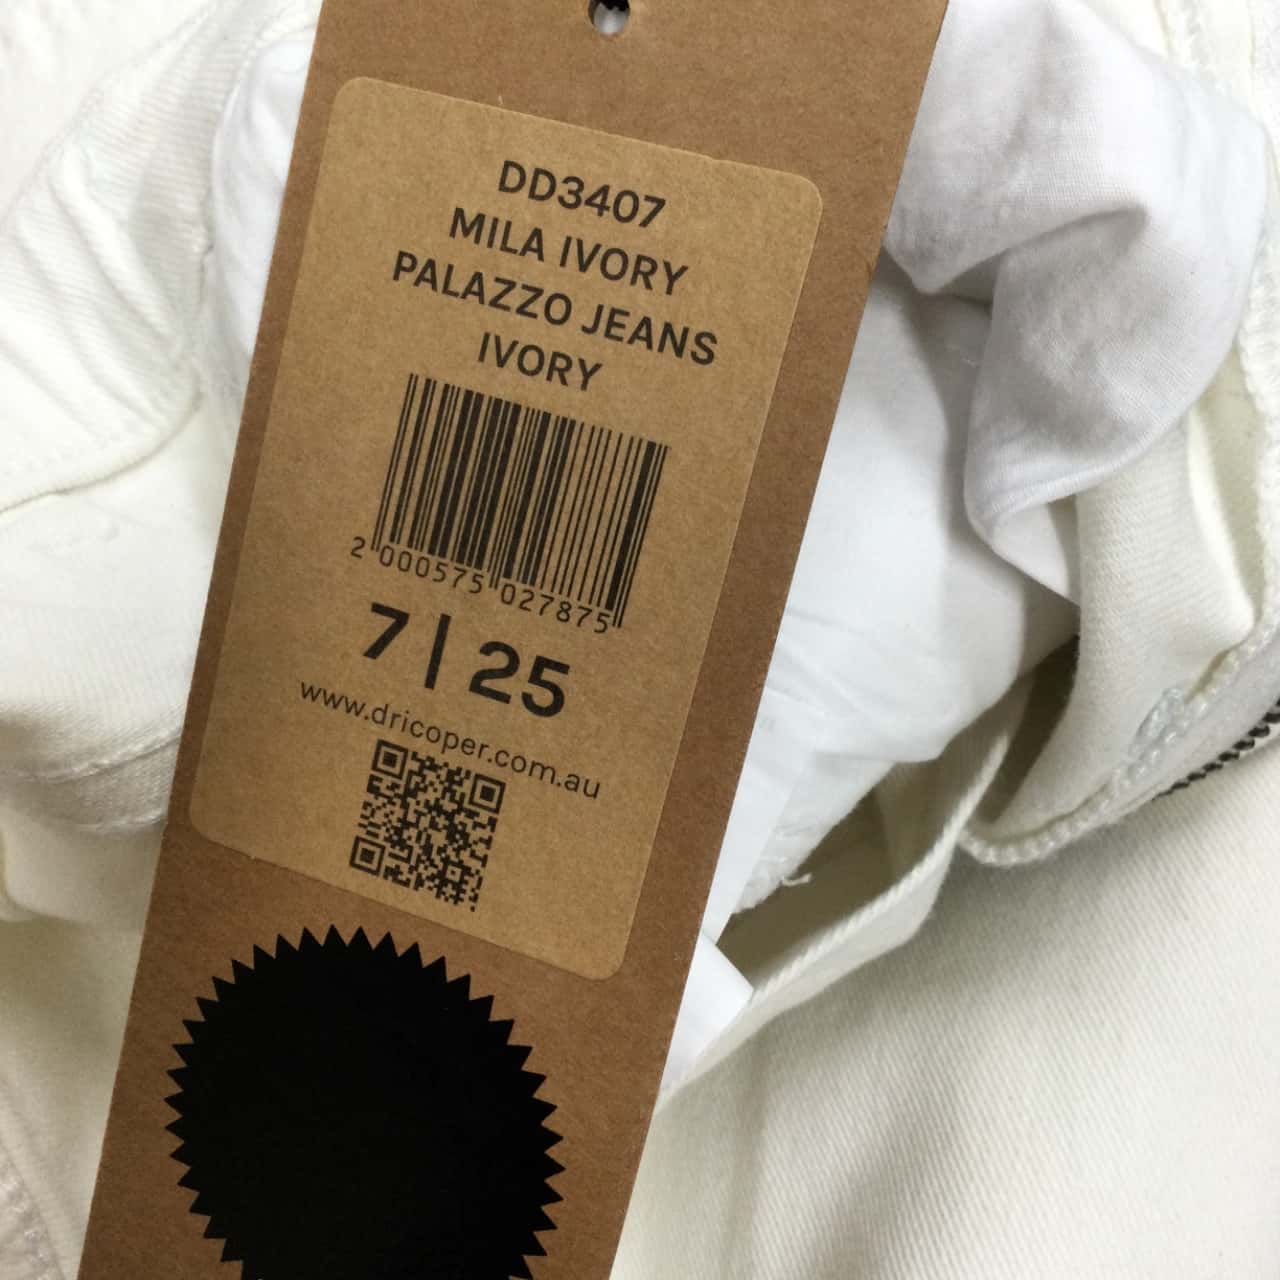 DD3407
MILA IVORY
PALAZZO JEANS
IVORY
2 000575 027875
7 | 25
www.dricoper.com.au